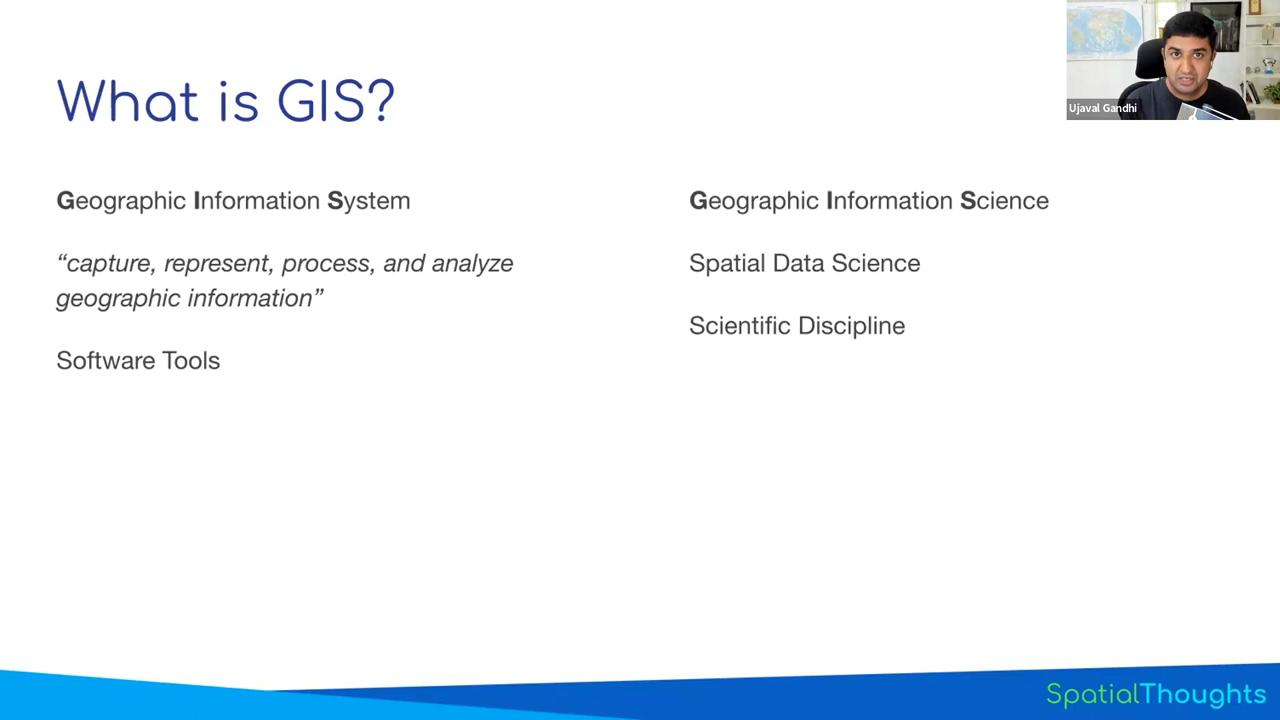 What is GIS?
Ujaval Gandhi
Geographic Information System
“capture, represent, process, and analyze
geographic information”
Software Tools
Geographic Information Science
Spatial Data Science
Scientific Discipline
SpatialThoughts